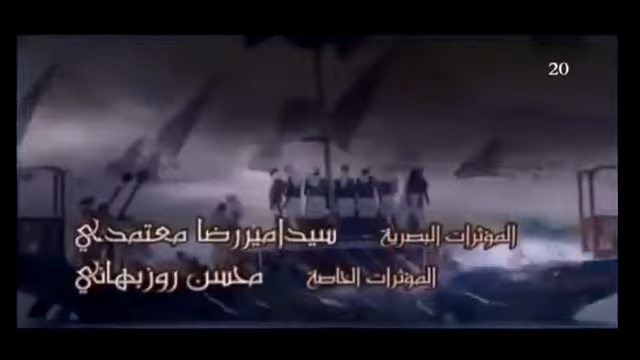 20
المؤثرات البصرية سيدامیررضا معتمدي
المؤثرات الخاصة محسن روزبهاني